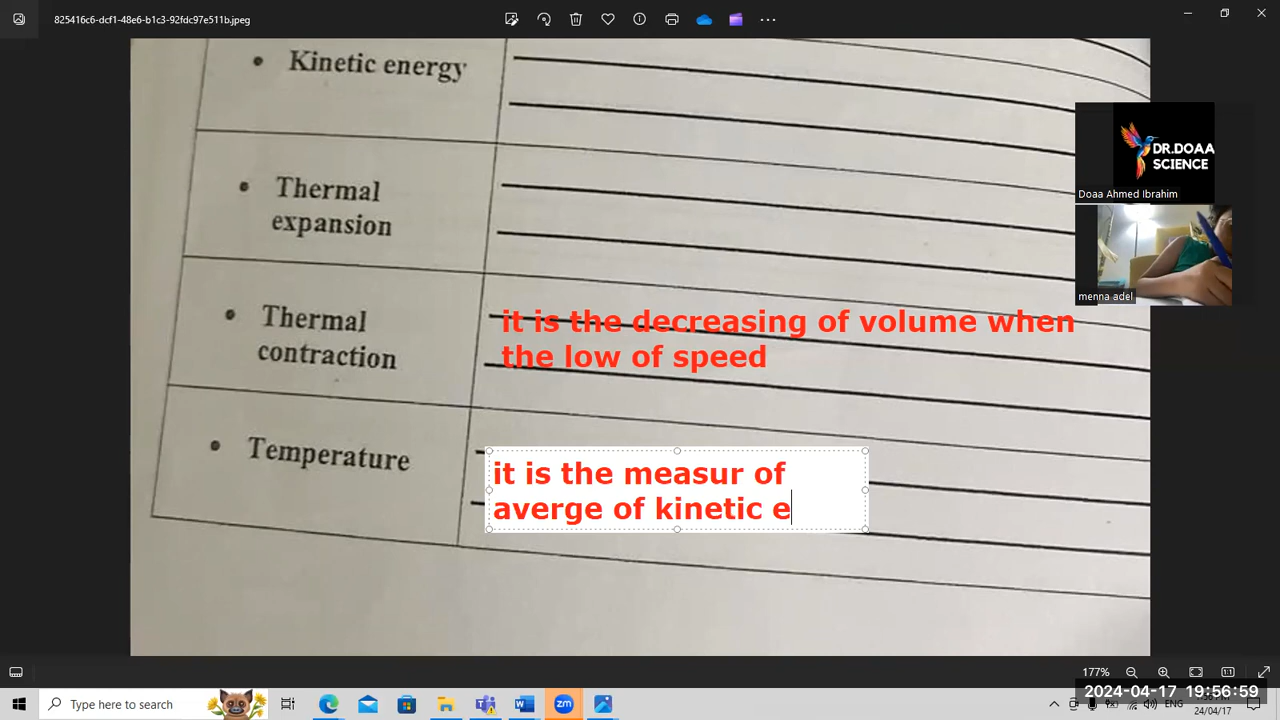 825416c6-dcf1-48e6-b1c3-92fdc97e511b.jpeg
• Kinetic energy
• Thermal
expansion
• Thermal
contraction
• Temperature
it is the decreasing of volume when
the low of speed
it is the measur of
averge of kinetic e
DR.DOAA
SCIENCE
Doaa Ahmed Ibrahim
menna adel
177%
Type here to search
2024-04-17 19:56:59
ENG
24/04/17